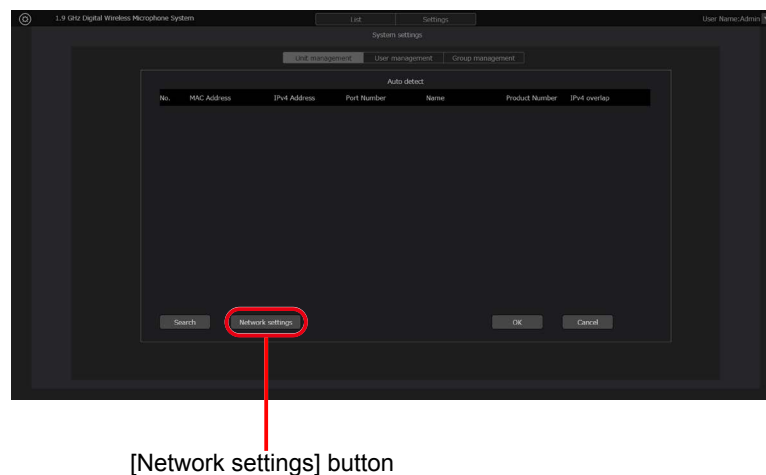 1.9 GHz Digital Wireless Microphone System List Settings User Name:Admin
System settings
Unit management User management Group management
Auto detect
No. MAC Address IPv4 Address Port Number Name Product Number IPv4 overlap
Search Network settings OK Cancel
[Network settings] button